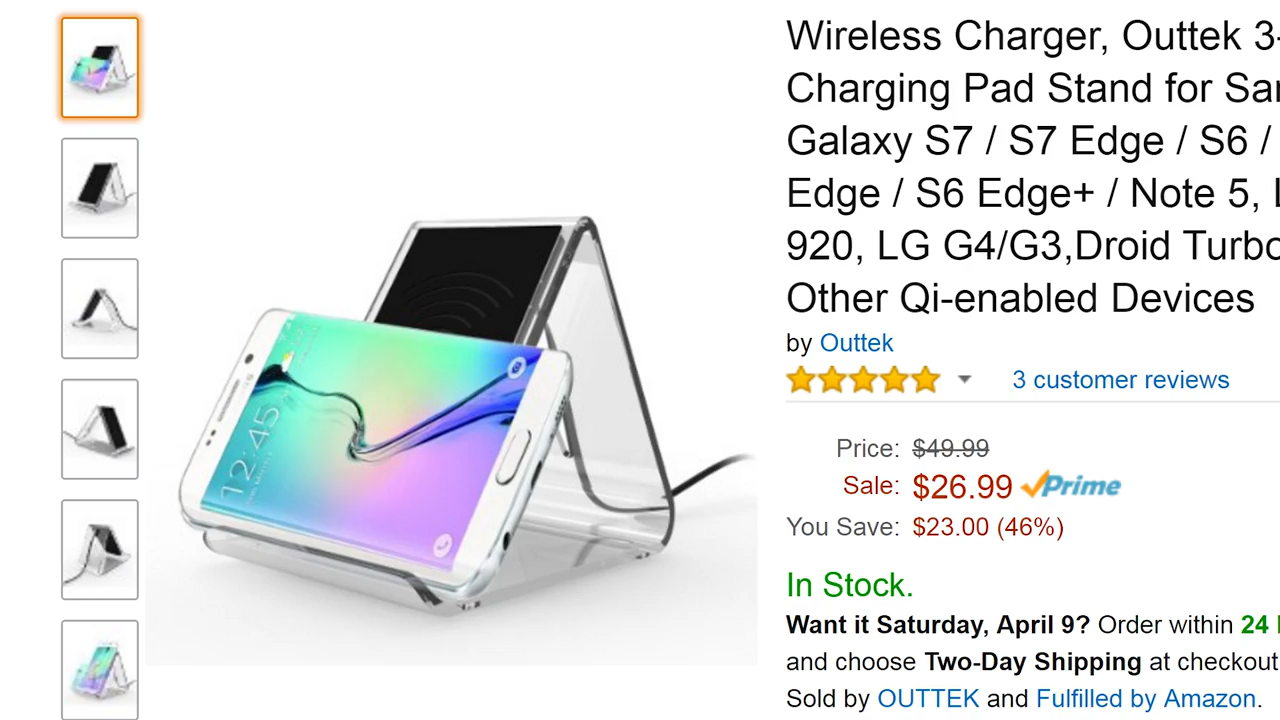 Wireless Charger, Outtek 3-
Charging Pad Stand for Sa
Galaxy S7 / S7 Edge / S6 /
Edge / S6 Edge+ / Note 5, L
920, LG G4/G3,Droid Turbo
Other Qi-enabled Devices
by Outtek
3 customer reviews
Price: $49.99
Sale: $26.99 Prime
You Save: $23.00 (46%)
In Stock.
Want it Saturday, April 9? Order within 24
and choose Two-Day Shipping at checkout
Sold by OUTTEK and Fulfilled by Amazon.
12:45